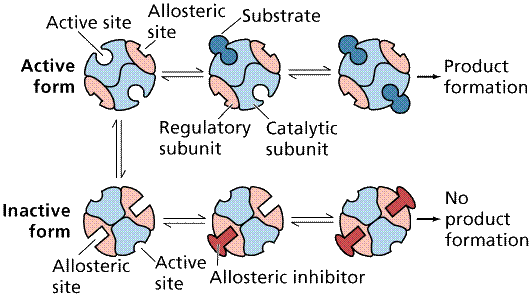 Active site
Allosteric
site
Substrate
Active
form
Product
formation
Regulatory
subunit
Catalytic
subunit
Inactive
form
No
product
formation
Allosteric
site
Active
site
Allosteric inhibitor